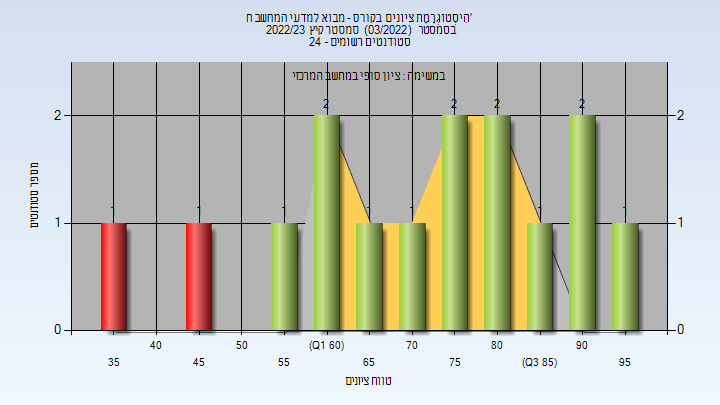 היסטוגרמת ציונים בקורס - מבוא למדעי המחשב ח'
בסמסטר (03/2022) סמסטר קיץ 2022/23
סטודנטים רשומים - 24
במשימה : ציון סופי במחשב המרכזי
2 2 2 2
2 2
1 1 1 1 1 1 1
1 1
0 0
מספר סטודנטים
40 50 (Q1 60) 70 80 90
35 45 55 65 75 (Q3 85) 95
טווח ציונים